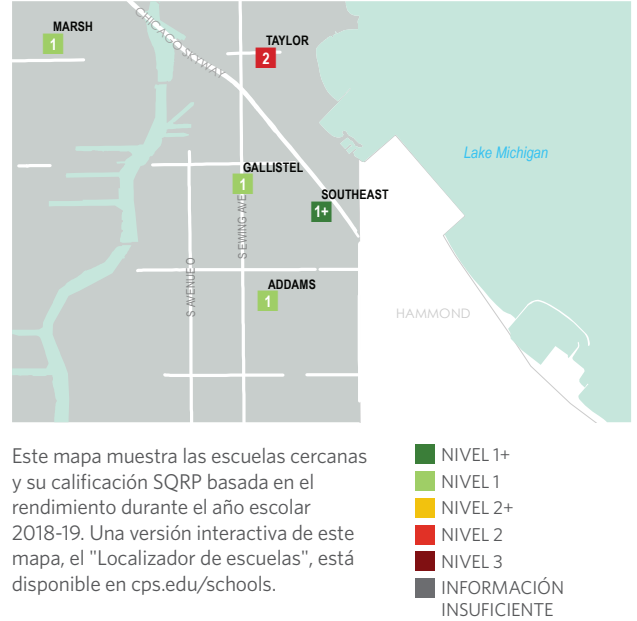 MARSH
1
CHICAGO SKYWAY
TAYLOR
2
Lake Michigan
GALLISTEL
1
SOUTHEAST
1+
S EWING AVE
S AVENUE O
ADDAMS
1
HAMMOND
Este mapa muestra las escuelas cercanas
y su calificación SQRP basada en el
rendimiento durante el año escolar
2018-19. Una versión interactiva de este
mapa, el "Localizador de escuelas", está
disponible en cps.edu/schools.
NIVEL 1+
NIVEL 1
NIVEL 2+
NIVEL 2
NIVEL 3
INFORMACIÓN
INSUFICIENTE